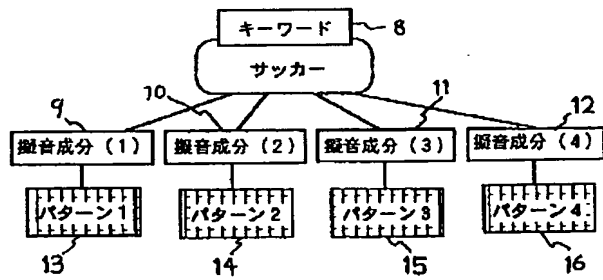 キーワード 8
サッカー
9 10 11 12
擬音成分（1） 擬音成分（2） 擬音成分（3） 擬音成分（4）
パターン1 パターン2 パターン3 パターン4
13 14 15 16